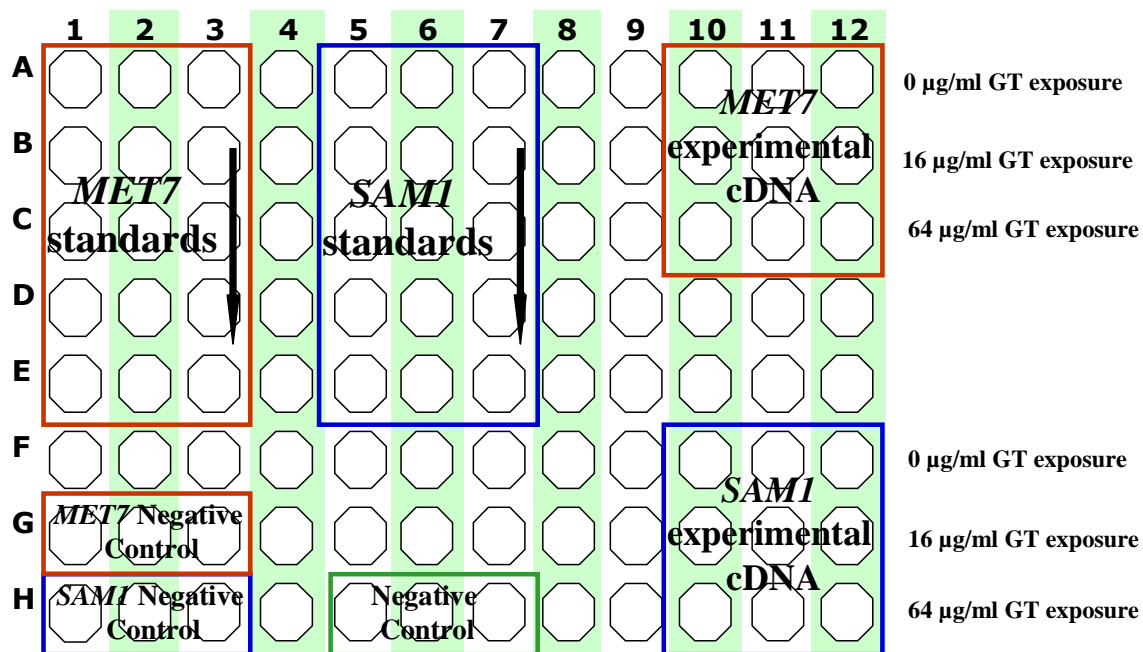 1 2 3 4 5 6 7 8 9 10 11 12
A
B
C
D
E
F
G
H
MET7
standards
SAM1
standards
MET7
experimental
cDNA
0 µg/ml GT exposure
16 µg/ml GT exposure
64 µg/ml GT exposure
MET7 Negative
Control
SAM1 Negative
Control
Negative
Control
SAM1
experimental
cDNA
0 µg/ml GT exposure
16 µg/ml GT exposure
64 µg/ml GT exposure